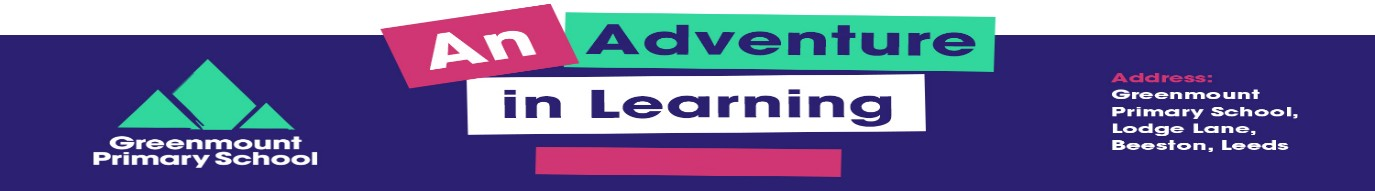 An Adventure
in Learning
Greenmount
Primary School
Address:
Greenmount
Primary School,
Lodge Lane,
Beeston, Leeds